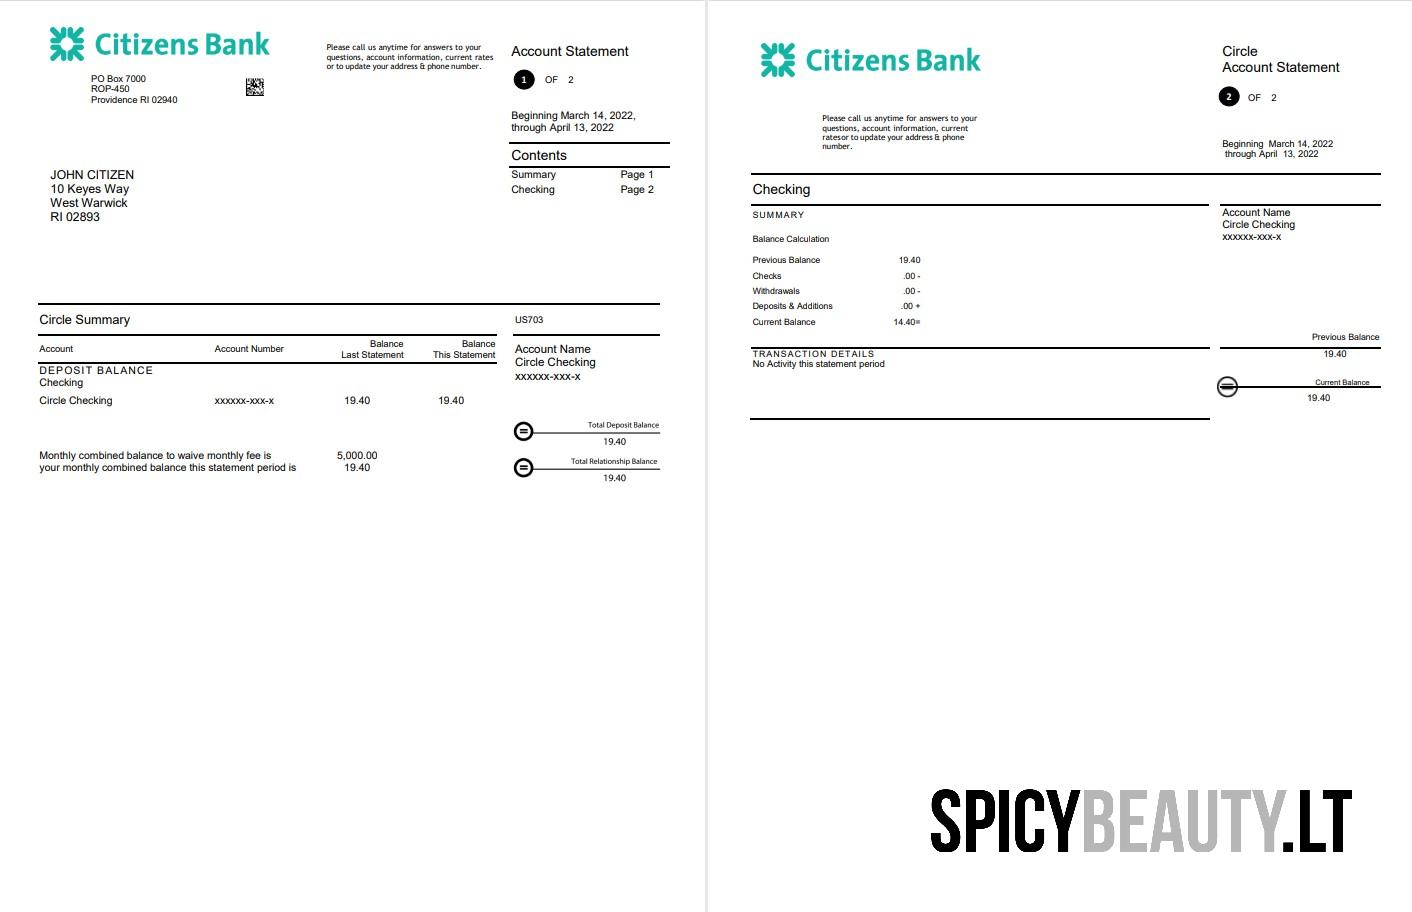 Citizens Bank
PO Box 7000
ROP-450
Providence RI 02940
Please call us anytime for answers to your
questions, account information, current rates
or to update your address & phone number.
Account Statement
1 OF 2
Beginning March 14, 2022,
through April 13, 2022
Contents
Summary Page 1
Checking Page 2
JOHN CITIZEN
10 Keyes Way
West Warwick
RI 02893
Circle Summary
US703
Account Account Number Balance Last Statement Balance This Statement
DEPOSIT BALANCE
Checking
Circle Checking xxxxxx-xxx-x 19.40 19.40
Monthly combined balance to waive monthly fee is 5,000.00
your monthly combined balance this statement period is 19.40
Account Name
Circle Checking
xxxxxx-xxx-x
Total Deposit Balance
= 19.40
Total Relationship Balance
= 19.40
Citizens Bank
Please call us anytime for answers to your
questions, account information, current
ratesor to update your address & phone
number.
Circle
Account Statement
2 OF 2
Beginning March 14, 2022
through April 13, 2022
Checking
SUMMARY
Balance Calculation
Previous Balance 19.40
Checks .00 -
Withdrawals .00 -
Deposits & Additions .00 +
Current Balance 14.40=
TRANSACTION DETAILS
No Activity this statement period
Account Name
Circle Checking
xxxxxx-xxx-x
Previous Balance
19.40
Current Balance
= 19.40
SPICYBEAUTY.LT